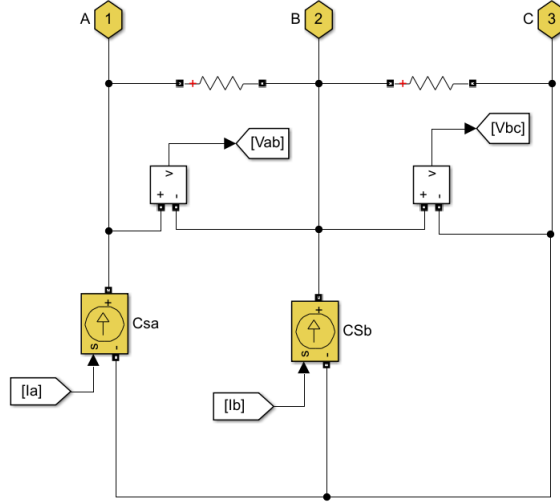 A 1 B 2 C 3
+ +
[Vab] [Vbc]
v v
+ - + -
+ +
Csa CSb
s - s -
[Ia] [Ib]